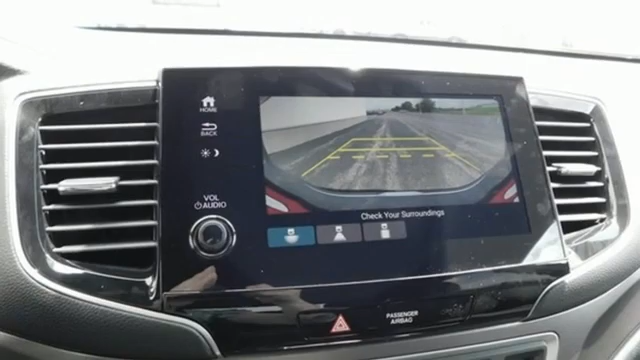 HOME
BACK
VOL
AUDIO
Check Your Surroundings
PASSENGER
AIRBAG